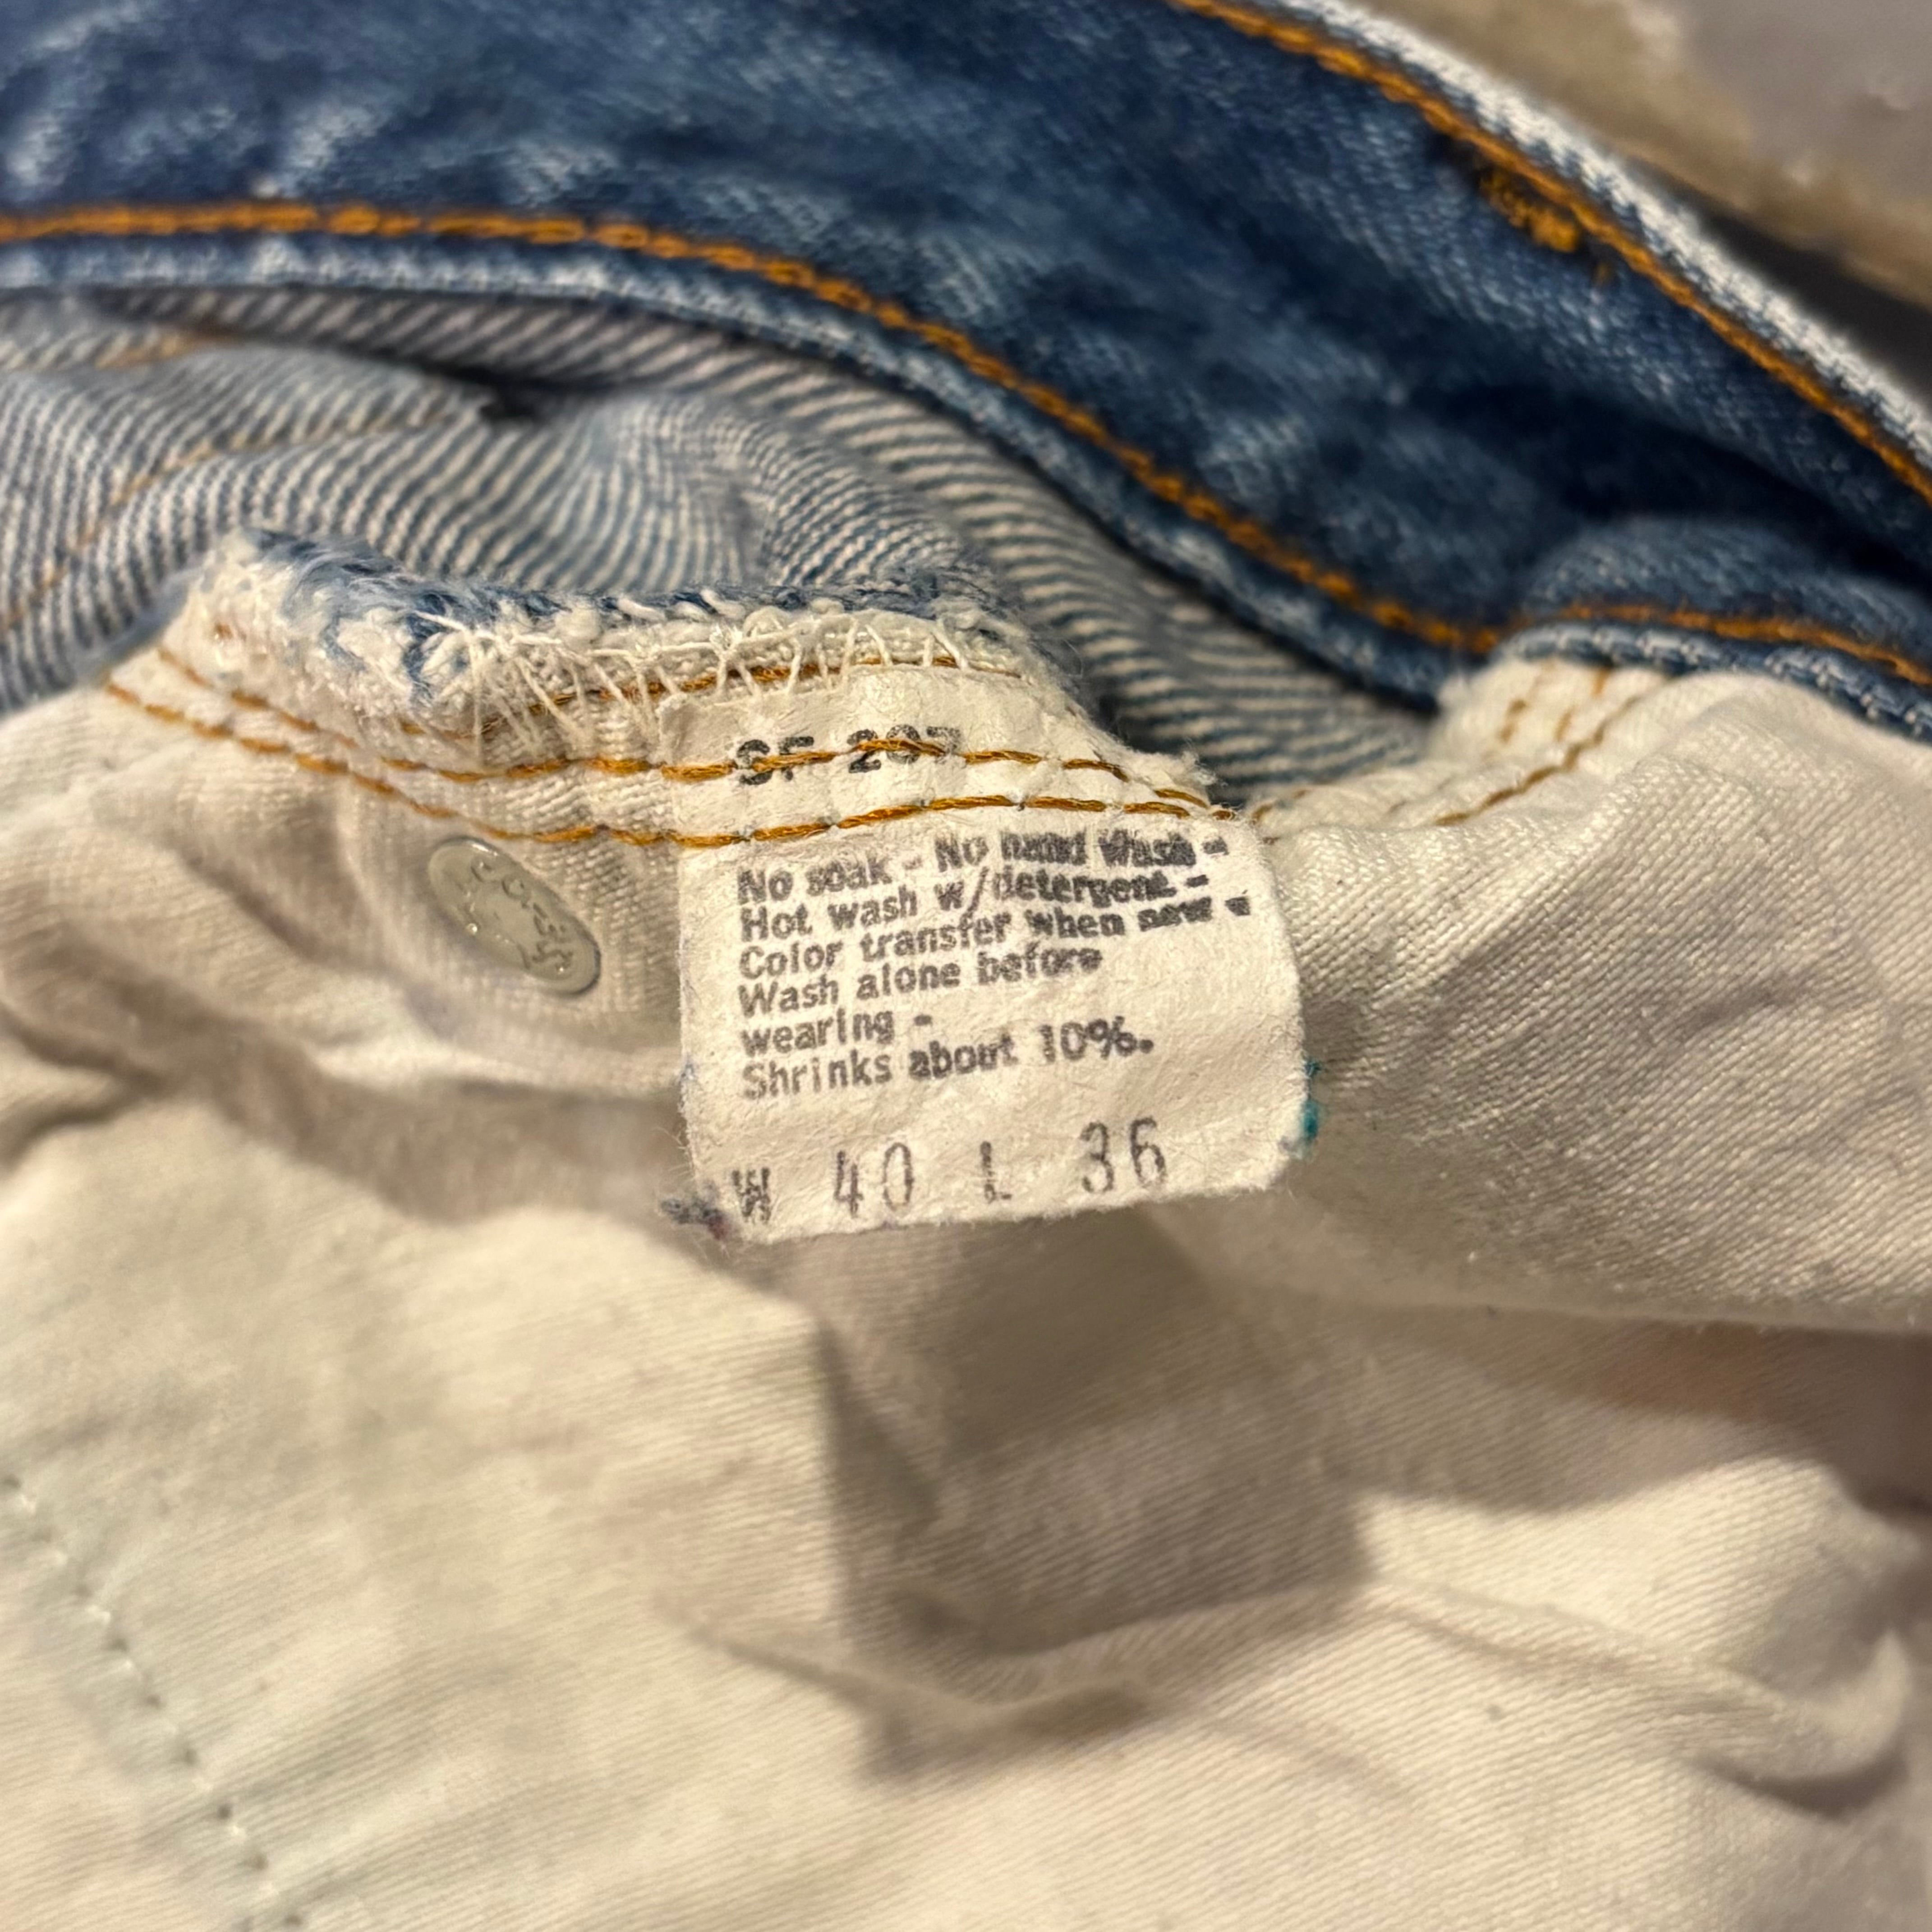 SF 207
No soak - No hand Wash -
Hot wash w/detergent -
Color transfer when new -
Wash alone before
wearing -
Shrinks about 10%.
W 40 L 36